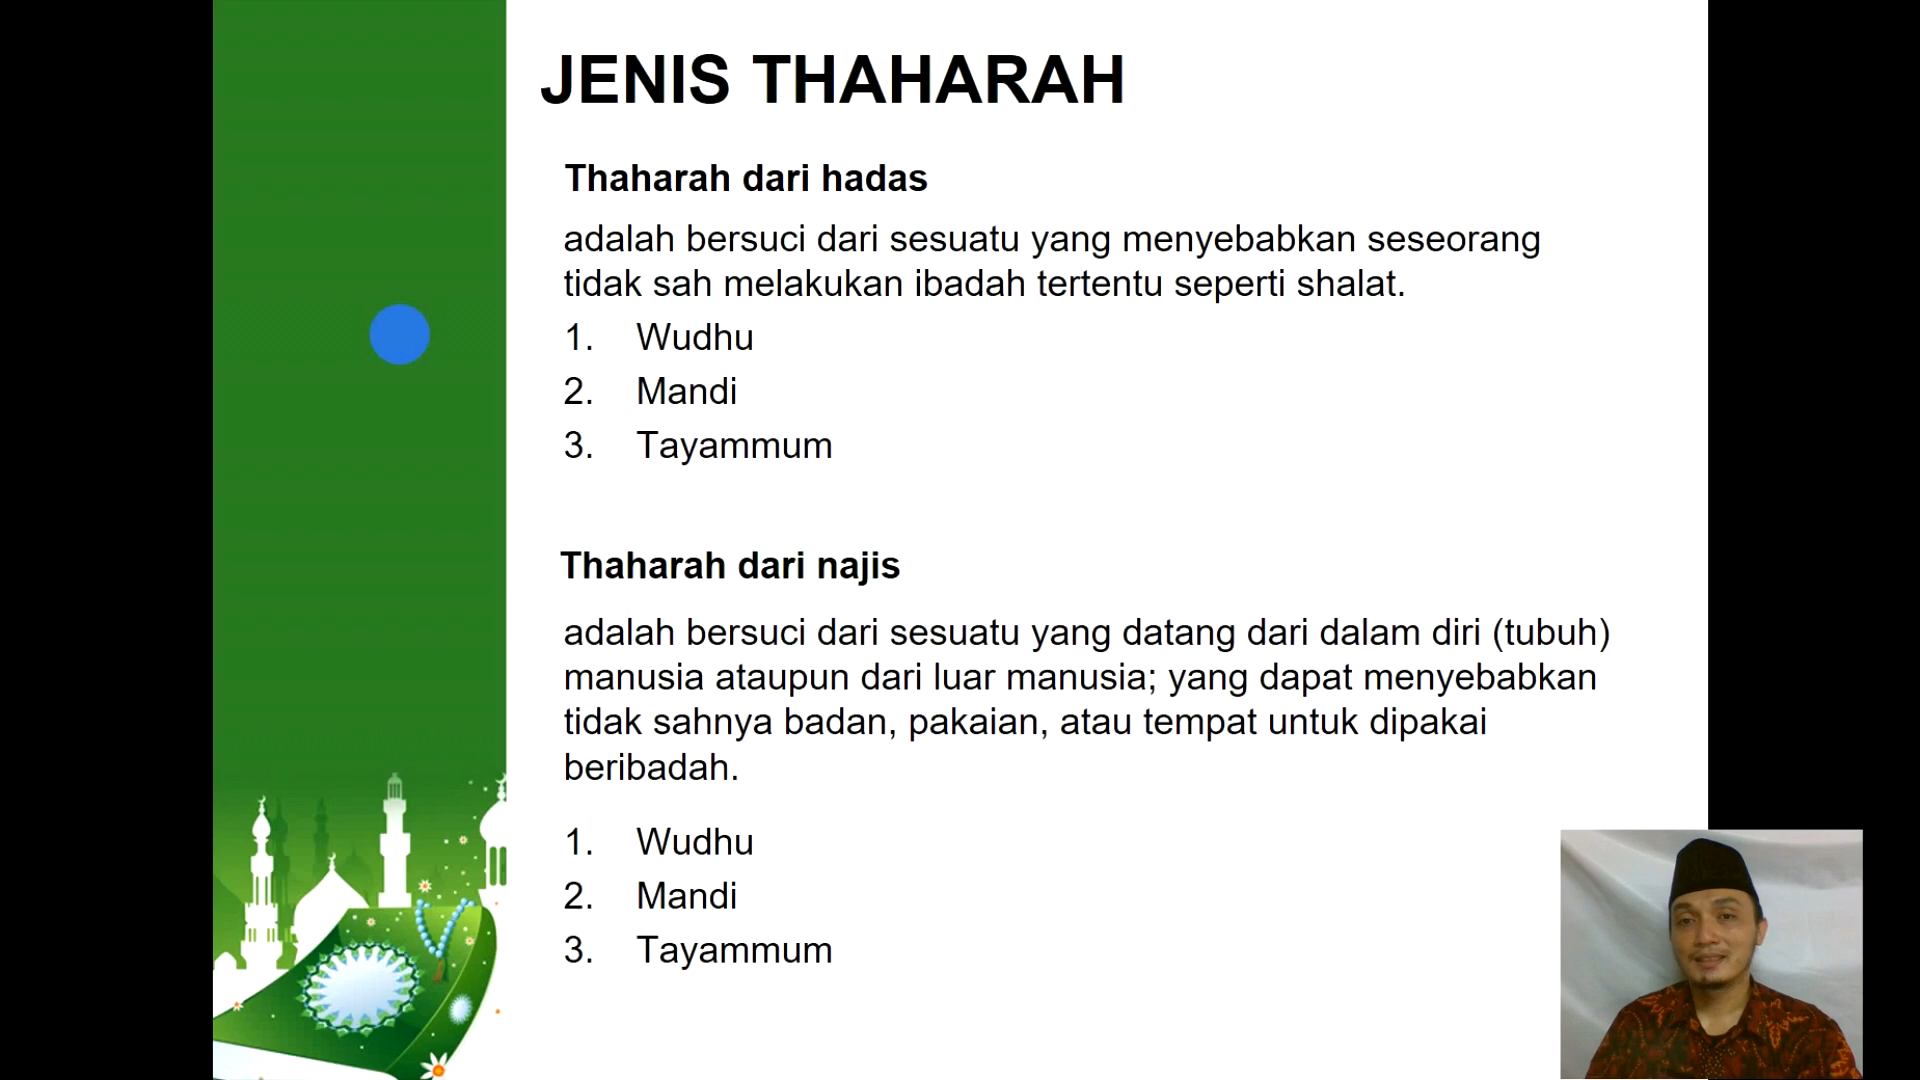 JENIS THAHARAH
Thaharah dari hadas
adalah bersuci dari sesuatu yang menyebabkan seseorang
tidak sah melakukan ibadah tertentu seperti shalat.
1. Wudhu
2. Mandi
3. Tayammum
Thaharah dari najis
adalah bersuci dari sesuatu yang datang dari dalam diri (tubuh)
manusia ataupun dari luar manusia; yang dapat menyebabkan
tidak sahnya badan, pakaian, atau tempat untuk dipakai
beribadah.
1. Wudhu
2. Mandi
3. Tayammum